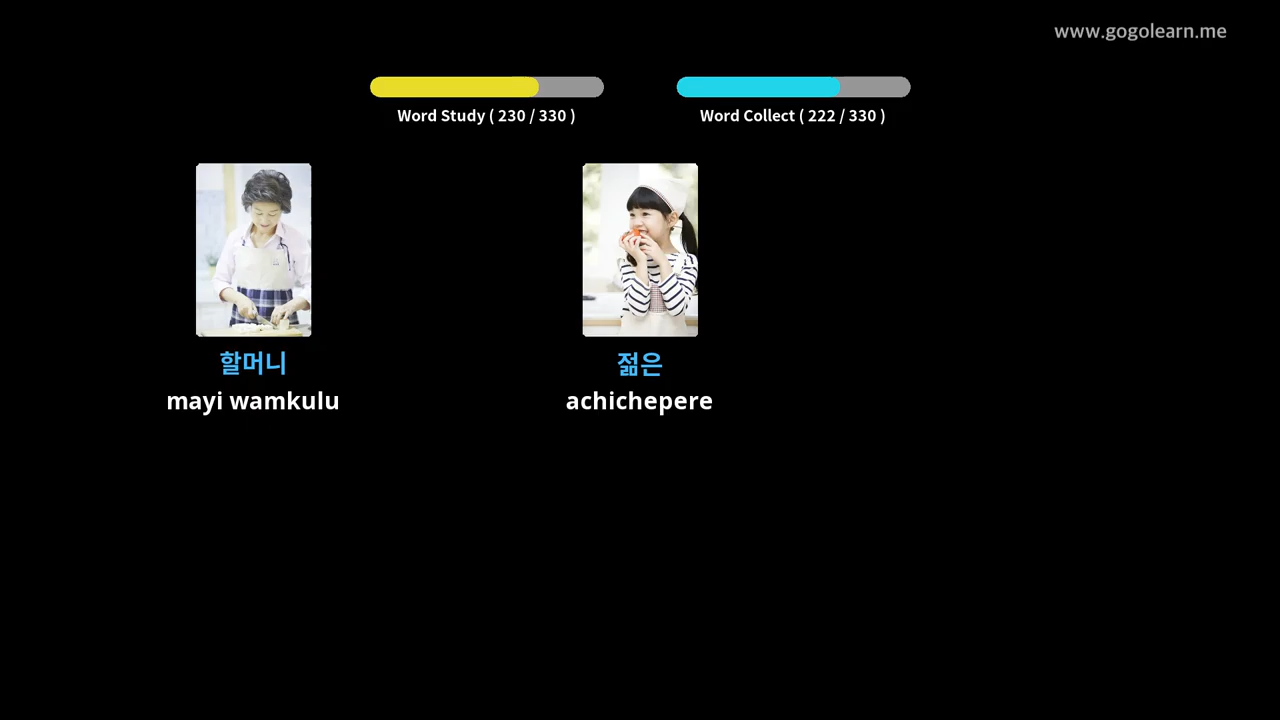 www.gogolearn.me
Word Study ( 230 / 330 )
Word Collect ( 222 / 330 )
할머니
mayi wamkulu
젊은
achichepere